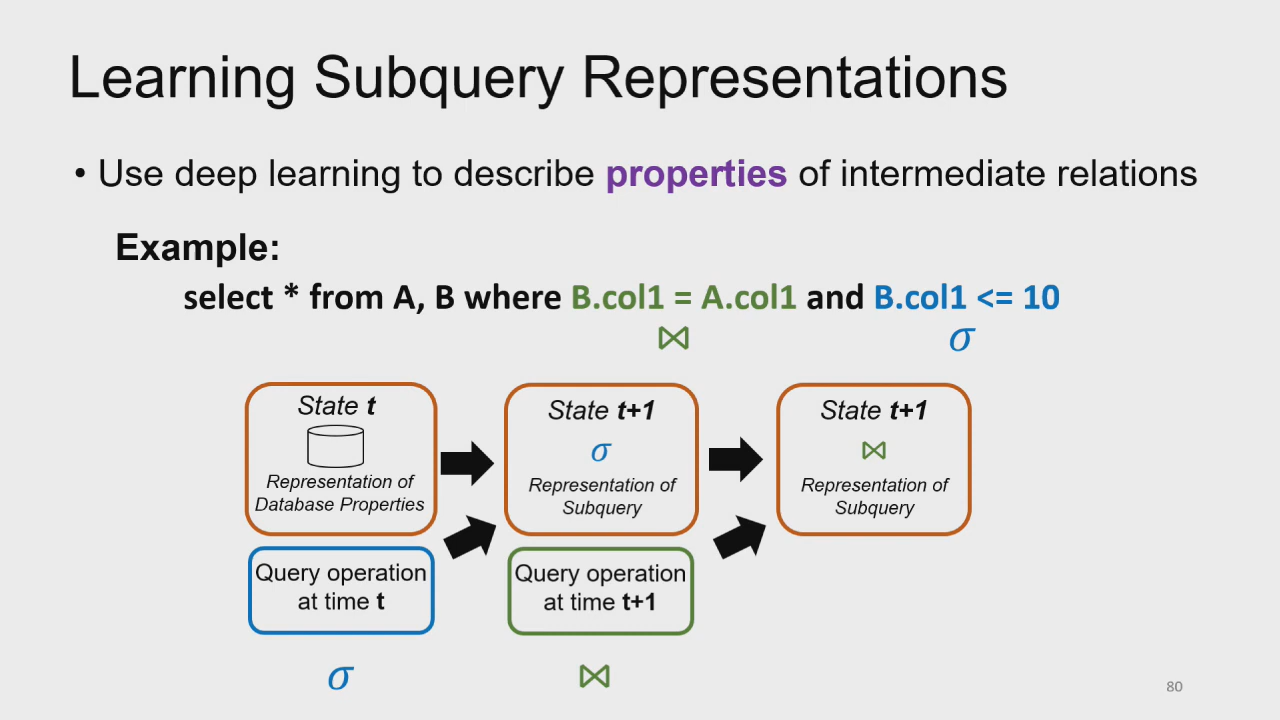 Learning Subquery Representations
• Use deep learning to describe properties of intermediate relations
Example:
select * from A, B where B.col1 = A.col1 and B.col1 <= 10
⋈
σ
State t
Representation of
Database Properties
State t+1
σ
Representation of
Subquery
State t+1
⋈
Representation of
Subquery
Query operation
at time t
Query operation
at time t+1
σ
⋈
80